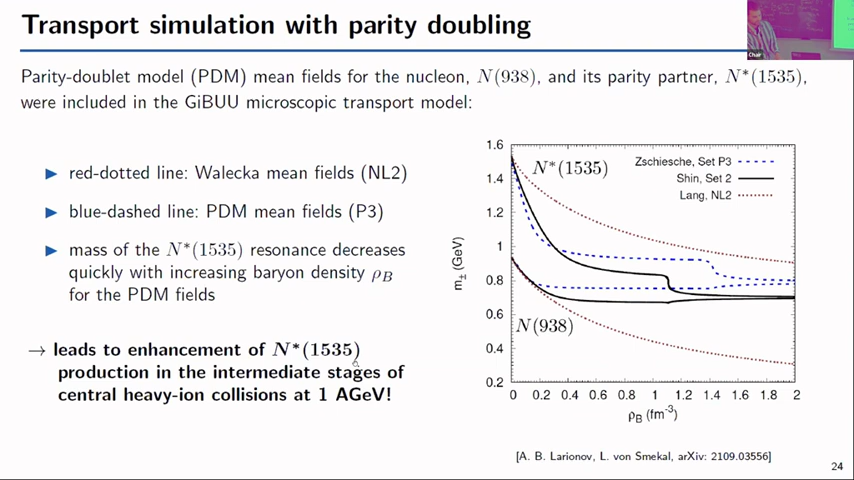 Transport simulation with parity doubling
Chair
Parity-doublet model (PDM) mean fields for the nucleon, N(938), and its parity partner, N*(1535),
were included in the GiBUU microscopic transport model:
▶ red-dotted line: Walecka mean fields (NL2)
▶ blue-dashed line: PDM mean fields (P3)
▶ mass of the N*(1535) resonance decreases
quickly with increasing baryon density ρB
for the PDM fields
→ leads to enhancement of N*(1535)
production in the intermediate stages of
central heavy-ion collisions at 1 AGeV!
N*(1535)
Zschiesche, Set P3
Shin, Set 2
Lang, NL2
N(938)
m± (GeV)
1.6
1.4
1.2
1
0.8
0.6
0.4
0.2
0 0.2 0.4 0.6 0.8 1 1.2 1.4 1.6 1.8 2
ρB (fm-3)
[A. B. Larionov, L. von Smekal, arXiv: 2109.03556]
24